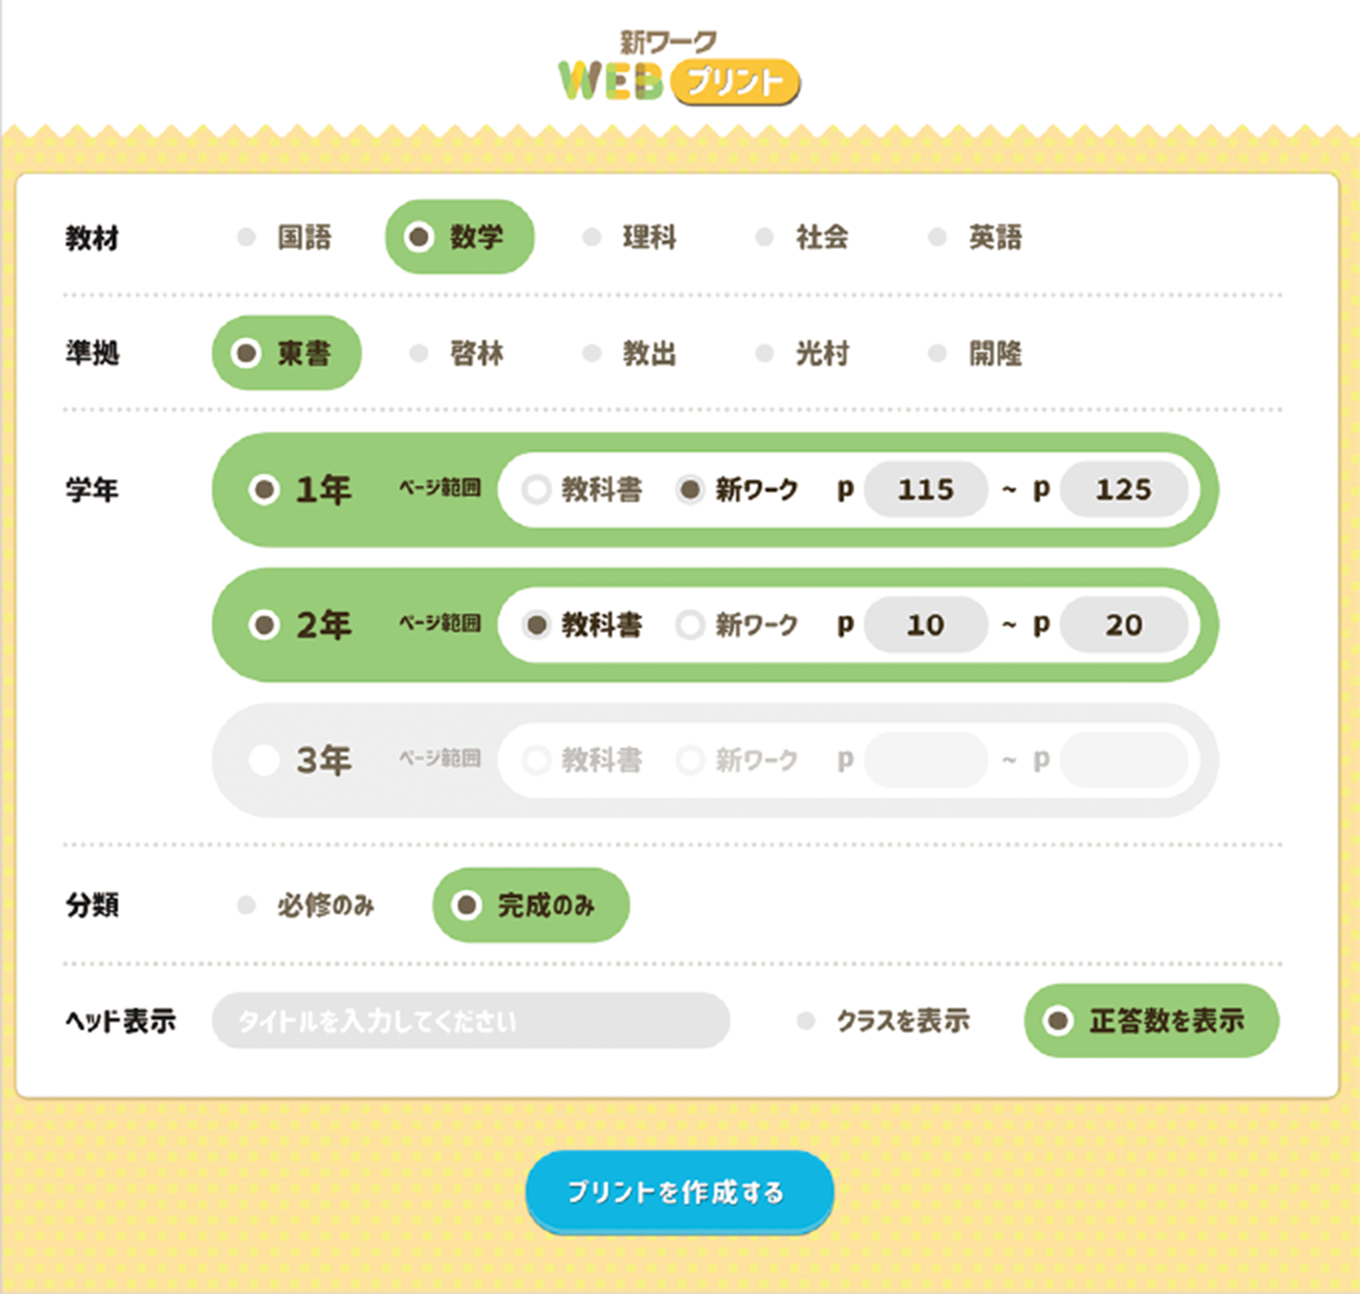 新ワーク
WEBプリント
教材 国語 数学 理科 社会 英語
準拠 東書 啓林 教出 光村 開隆
学年 1年 ページ範囲 教科書 新ワーク p 115 ~ p 125
2年 ページ範囲 教科書 新ワーク p 10 ~ p 20
3年 ページ範囲 教科書 新ワーク p ~ p
分類 必修のみ 完成のみ
ヘッド表示 タイトルを入力してください クラスを表示 正答数を表示
プリントを作成する